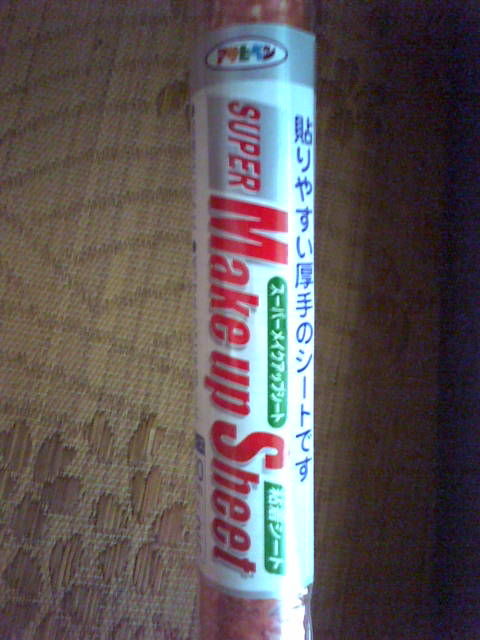 アサヒペン
貼りやすい厚手のシートです
スーパーメイクアップシート
粘着シート
SUPER
Make up Sheet